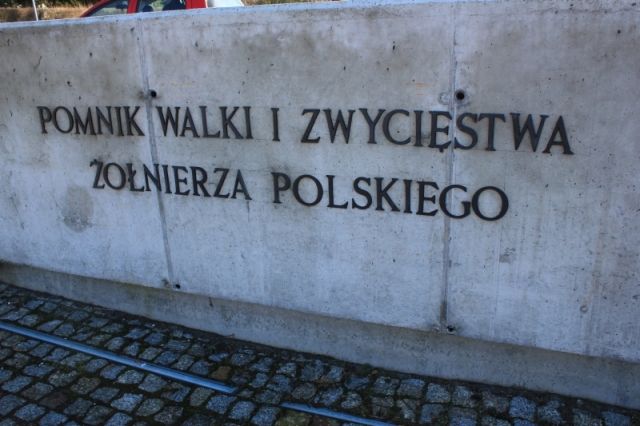 POMNIK WALKI I ZWYCIĘSTWA
ŻOŁNIERZA POLSKIEGO